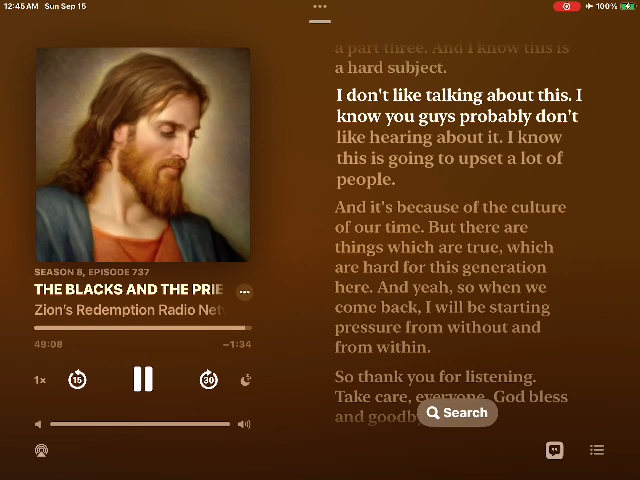 12:45AM Sun Sep 15
100%
a part three. And I know this is
a hard subject.
I don't like talking about this. I
know you guys probably don't
like hearing about it. I know
this is going to upset a lot of
people.
And it's because of the culture
of our time. But there are
things which are true, which
are hard for this generation
here. And yeah, so when we
come back, I will be starting
pressure from without and
from within.
So thank you for listening.
Take care, everyone. God bless
and goodby
Search
SEASON 8, EPISODE 737
THE BLACKS AND THE PRIE
Zion's Redemption Radio Net
49:08
-1:34
1×
15
30